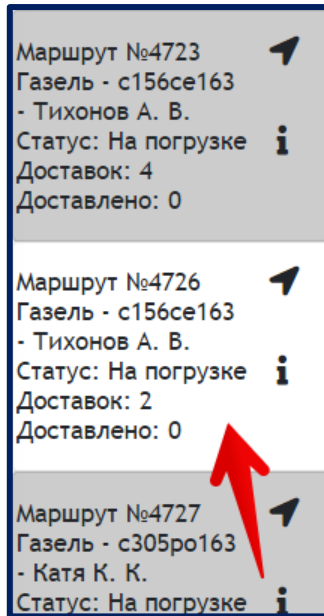 Маршрут №4723
Газель - с156се163
- Тихонов А. В.
Статус: На погрузке
Доставок: 4
Доставлено: 0
Маршрут №4726
Газель - с156се163
- Тихонов А. В.
Статус: На погрузке
Доставок: 2
Доставлено: 0
Маршрут №4727
Газель - с305ро163
- Катя К. К.
Статус: На погрузке